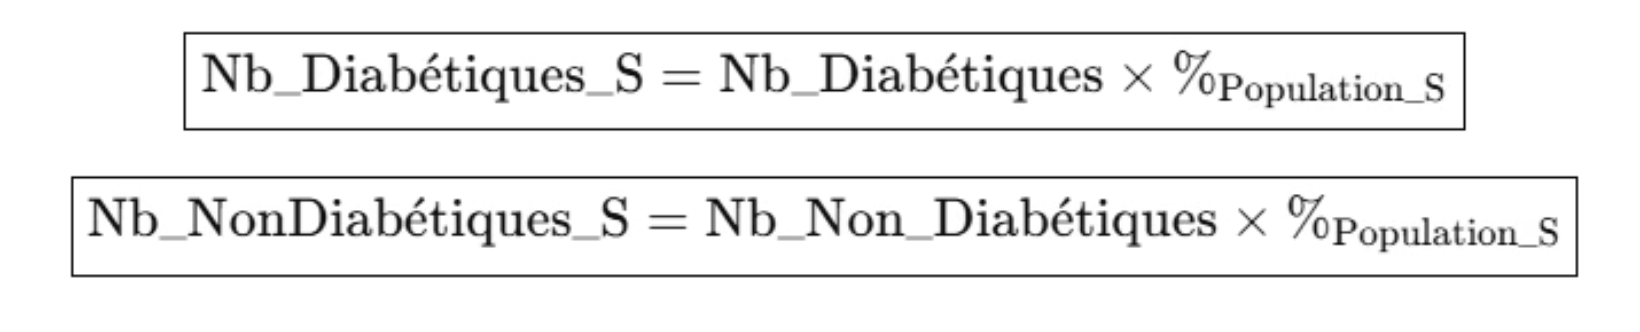 Nb_Diabétiques_S = Nb_Diabétiques × %Population_S
Nb_NonDiabétiques_S = Nb_Non_Diabétiques × %Population_S